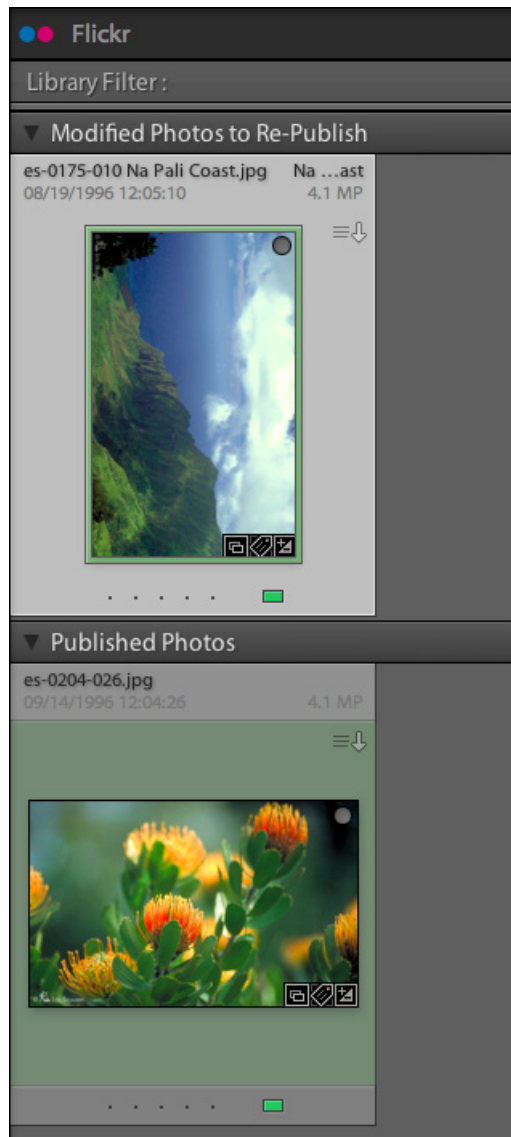 Flickr
Library Filter :
Modified Photos to Re-Publish
es-0175-010 Na Pali Coast.jpg Na ...ast
08/19/1996 12:05:10 4.1 MP
Published Photos
es-0204-026.jpg
09/14/1996 12:04:26 4.1 MP